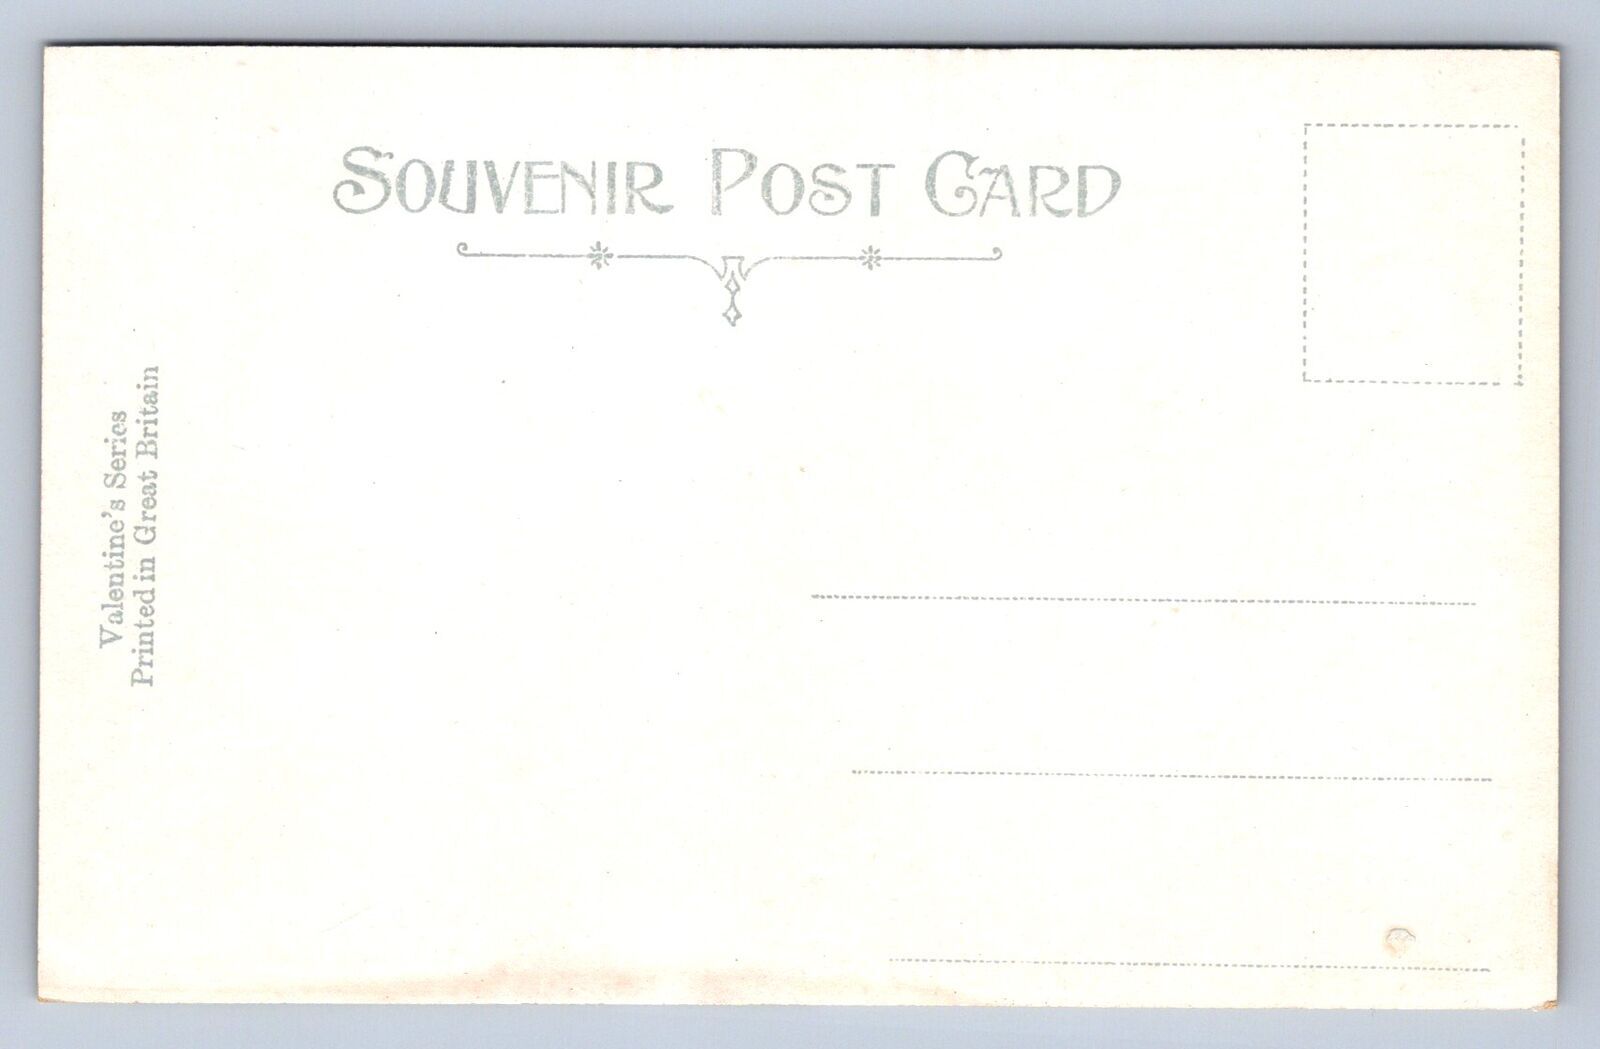 SOUVENIR POST CARD
Valentine's Series
Printed in Great Britain